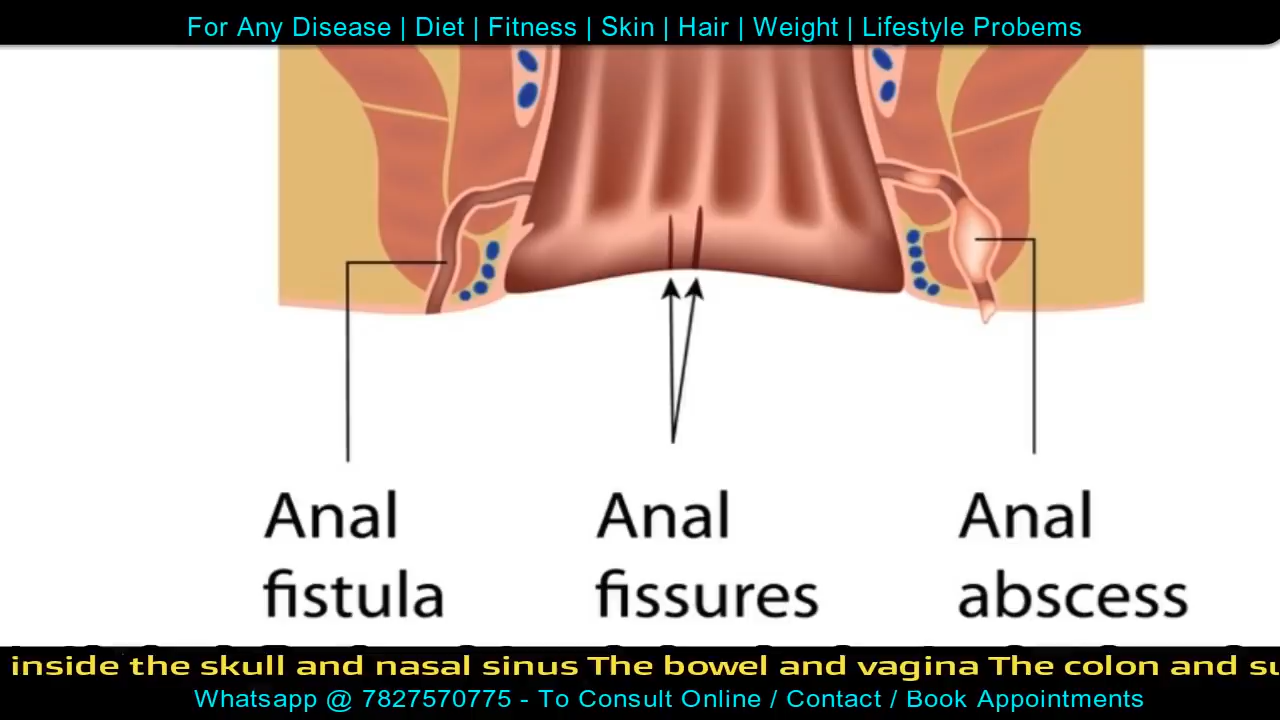 For Any Disease | Diet | Fitness | Skin | Hair | Weight | Lifestyle Probems
Anal fistula
Anal fissures
Anal abscess
inside the skull and nasal sinus The bowel and vagina The colon and su
Whatsapp @ 7827570775 - To Consult Online / Contact / Book Appointments